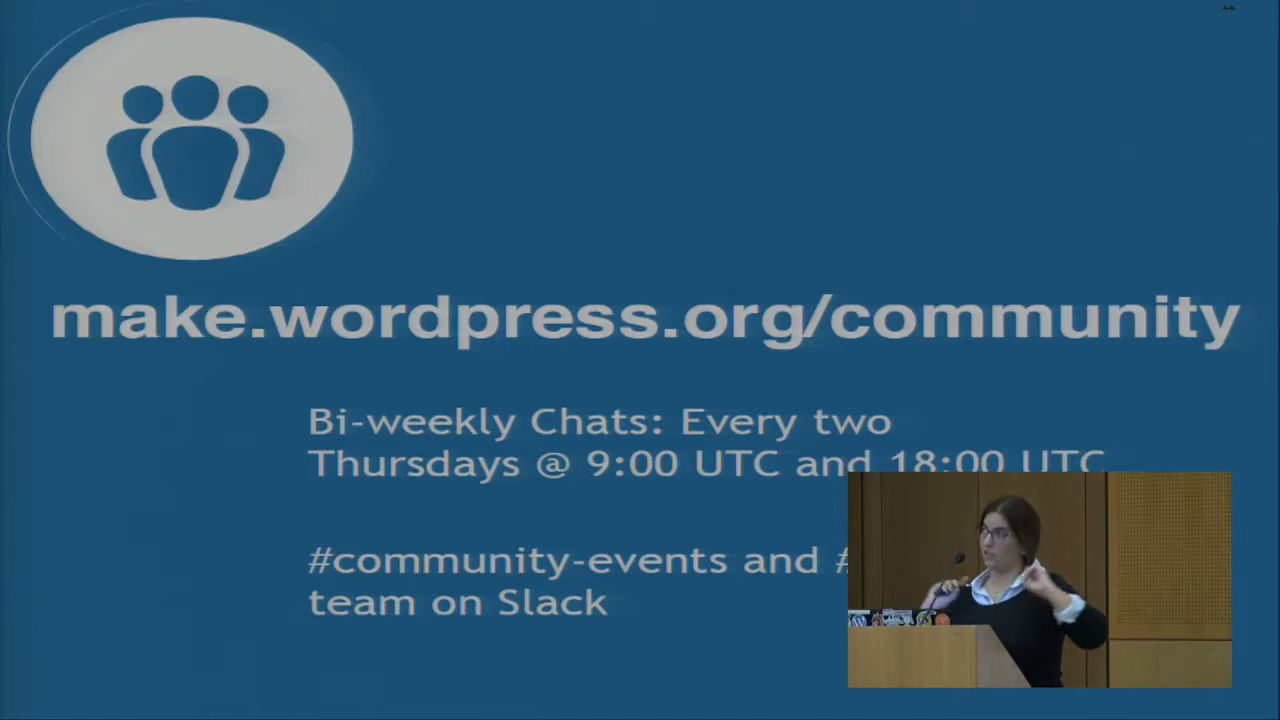 make.wordpress.org/community
Bi-weekly Chats: Every two
Thursdays @ 9:00 UTC and 18:00 UTC
#community-events and #
team on Slack